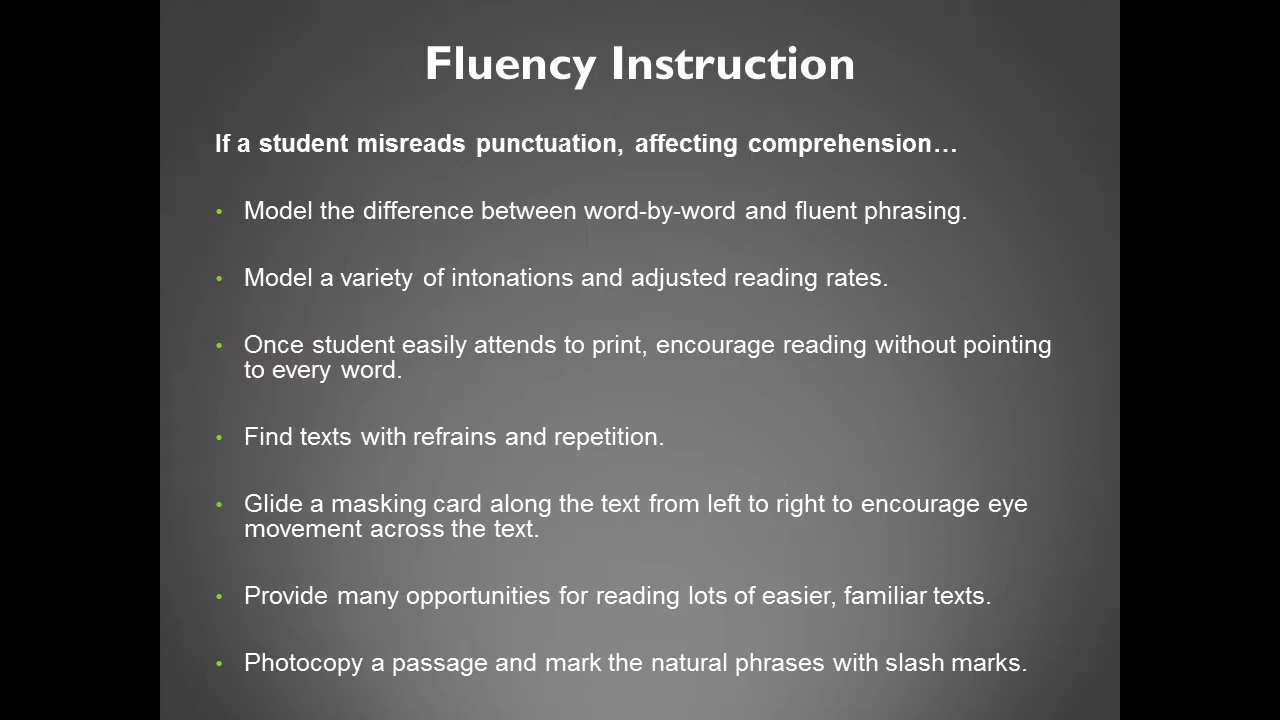 Fluency Instruction
If a student misreads punctuation, affecting comprehension…
• Model the difference between word-by-word and fluent phrasing.
• Model a variety of intonations and adjusted reading rates.
• Once student easily attends to print, encourage reading without pointing
to every word.
• Find texts with refrains and repetition.
• Glide a masking card along the text from left to right to encourage eye
movement across the text.
• Provide many opportunities for reading lots of easier, familiar texts.
• Photocopy a passage and mark the natural phrases with slash marks.